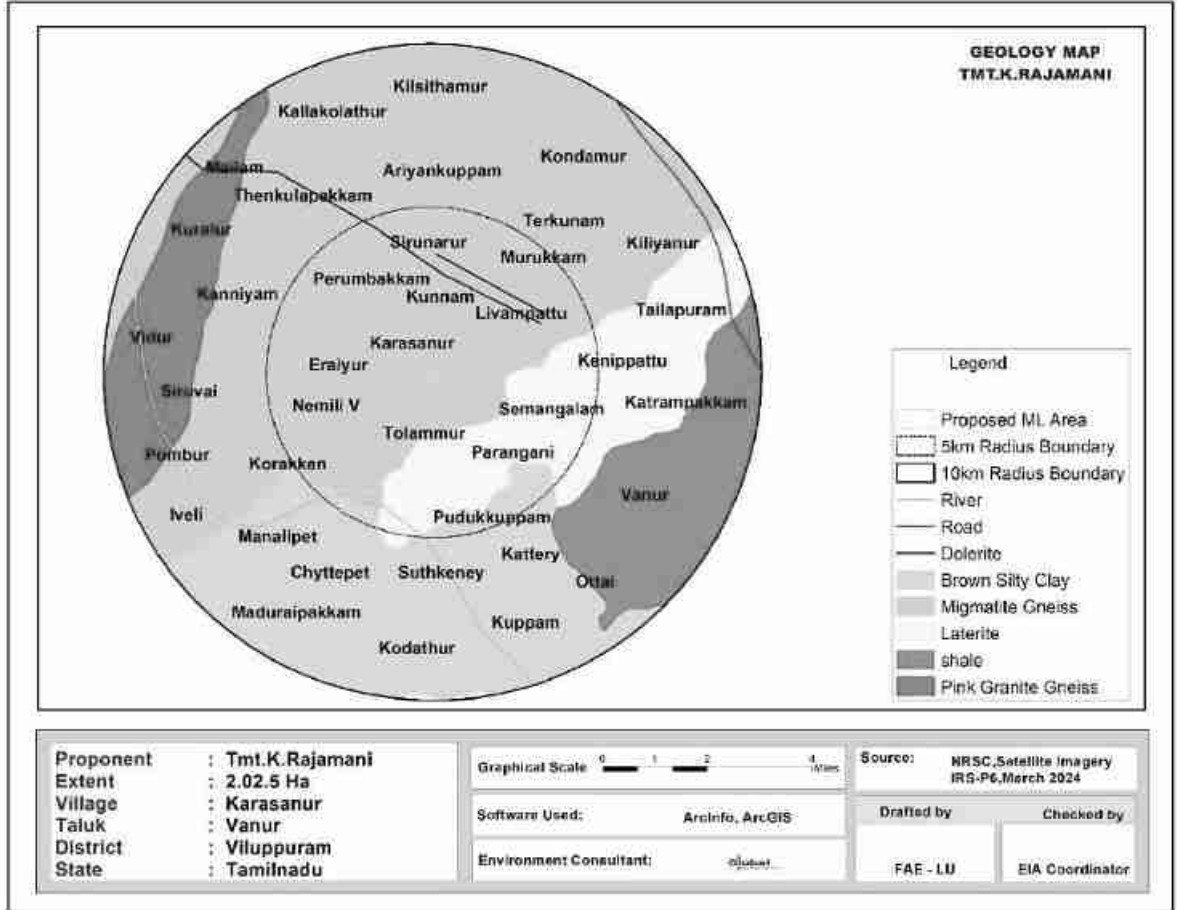 GEOLOGY MAP
TMT.K.RAJAMANI
Kilsithamur
Kallakolathur
Kondamur
Mailam
Ariyankuppam
Thenkulapakkam
Terkunam
Kuralur
Sirunarur
Kiliyanur
Murukkam
Perumbakkam
Kanniyam
Kunnam
Livampattu
Tailapuram
Vidur
Karasanur
Kenippattu
Eraiyur
Siruvai
Nemili V
Semangalam
Katrampakkam
Tolammur
Pombur
Korakken
Parangani
Vanur
Iveli
Pudukkuppam
Manalipet
Kattery
Chyttepet
Suthkeney
Ottai
Maduraipakkam
Kuppam
Kodathur
Legend
Proposed ML Area
5km Radius Boundary
10km Radius Boundary
River
Road
Dolerite
Brown Silty Clay
Migmatite Gneiss
Laterite
shale
Pink Granite Gneiss
Proponent : Tmt.K.Rajamani
Extent : 2.02.5 Ha
Village : Karasanur
Taluk : Vanur
District : Viluppuram
State : Tamilnadu
Graphical Scale 0 1 2 4 Miles
Software Used: ArcInfo, ArcGIS
Environment Consultant:
Source: NRSC,Satellite Imagery
IRS-P6,March 2024
Drafted by Checked by
FAE - LU EIA Coordinator